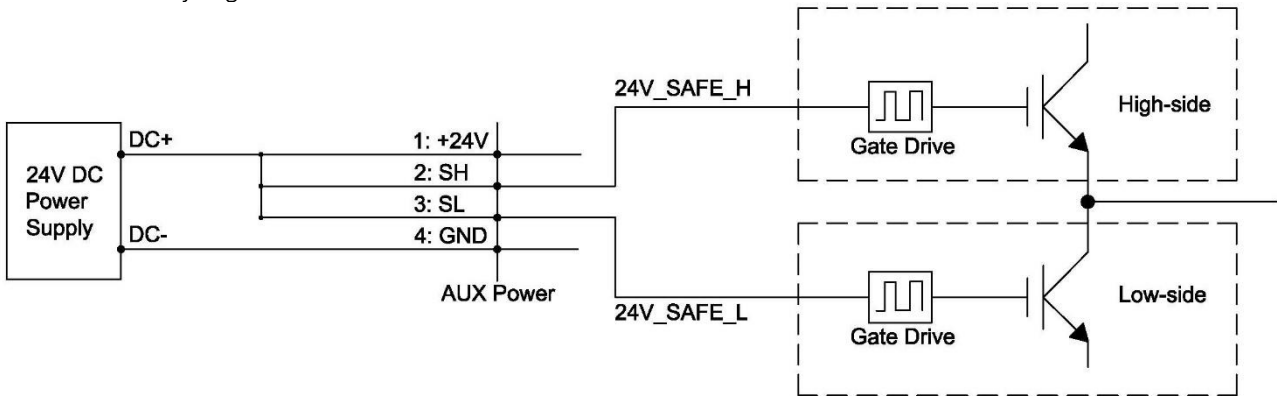 24V_SAFE_H
High-side
Gate Drive
DC+
1: +24V
24V DC
Power
Supply
2: SH
3: SL
DC-
4: GND
AUX Power
24V_SAFE_L
Low-side
Gate Drive